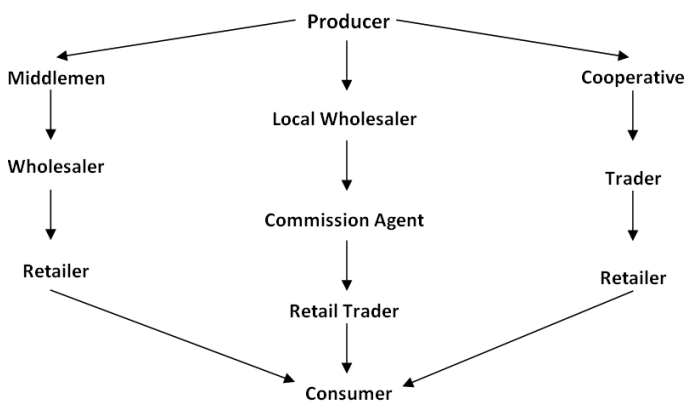 Producer
Middlemen
Cooperative
Local Wholesaler
Wholesaler
Trader
Commission Agent
Retailer
Retailer
Retail Trader
Consumer